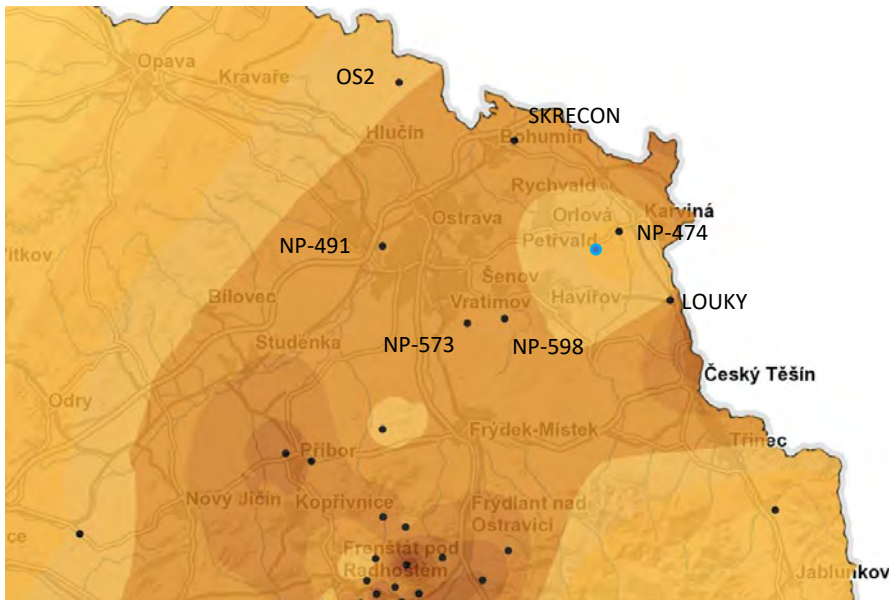 Opava
Kravaře
OS2
SKRECON
Hlučín
Bohumín
Rychvald
Ostrava
Orlová
Karviná
Petřvald
NP-474
NP-491
Vítkov
Šenov
Bílovec
Vratimov
Havířov
LOUKY
Studénka
NP-573
NP-598
Český Těšín
Odry
Příbor
Frýdek-Místek
Třinec
Nový Jičín
Kopřivnice
Frýdlant nad
Ostravicí
ce
Frenštát pod
Radhoštěm
Jablunkov